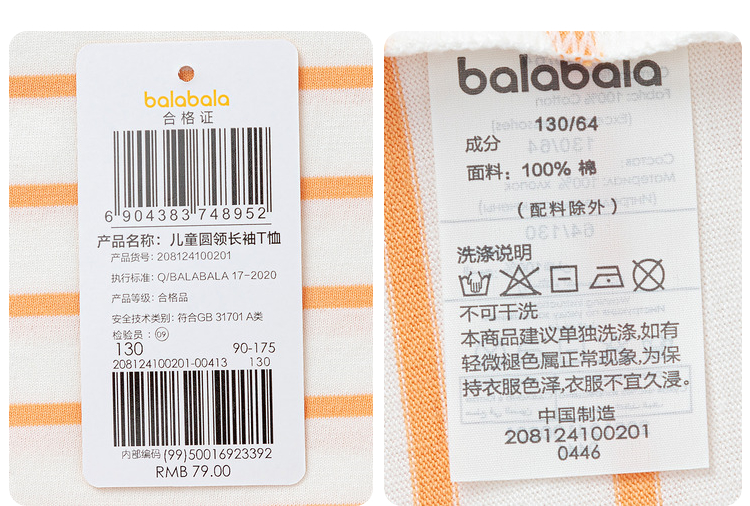 balabala
合格证
6 904383 748952
产品名称: 儿童圆领长袖T恤
产品货号: 208124100201
执行标准: Q/BALABALA 17-2020
产品等级: 合格品
安全技术类别: 符合GB 31701 A类
检验员: 09
130 90-175
208124100201-00413 130
内部编码 (99)50016923392
RMB 79.00
balabala
130/64
成分
面料: 100% 棉
(配料除外)
洗涤说明
不可干洗
本商品建议单独洗涤,如有
轻微褪色属正常现象,为保
持衣服色泽,衣服不宜久浸。
中国制造
208124100201
0446